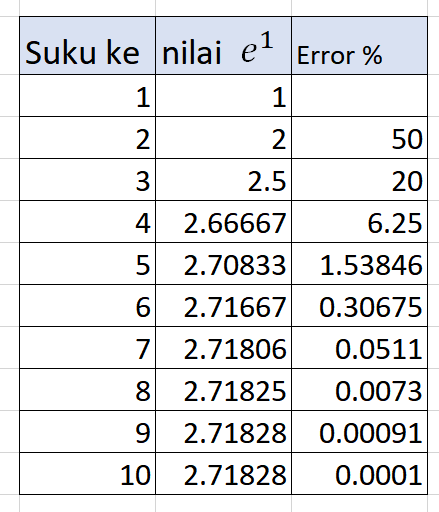 Suku ke nilai e¹ Error %
1 1
2 2 50
3 2.5 20
4 2.66667 6.25
5 2.70833 1.53846
6 2.71667 0.30675
7 2.71806 0.0511
8 2.71825 0.0073
9 2.71828 0.00091
10 2.71828 0.0001